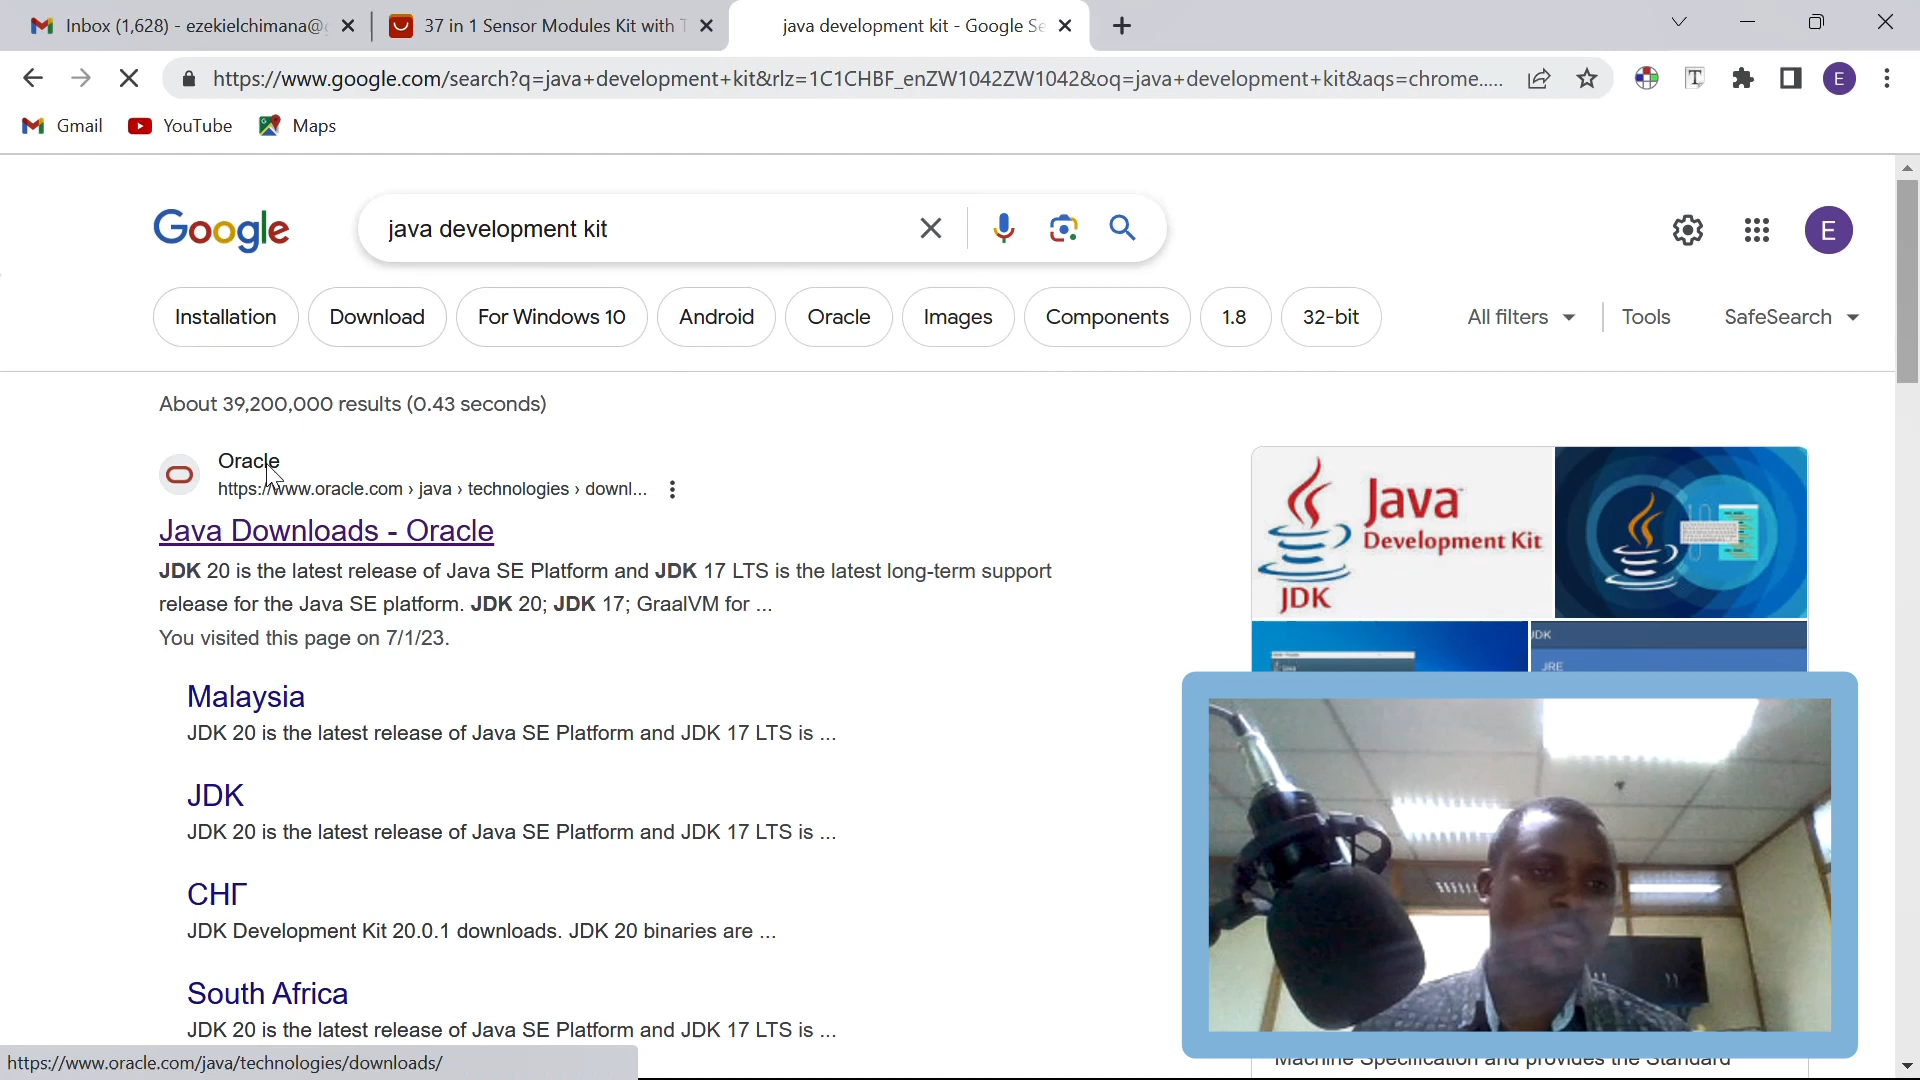 Inbox (1,628) - ezekielchimana@g
37 in 1 Sensor Modules Kit with T
java development kit - Google Se
https://www.google.com/search?q=java+development+kit&rlz=1C1CHBF_enZW1042ZW1042&oq=java+development+kit&aqs=chrome.....
E
Gmail
YouTube
Maps
Google
java development kit
E
Installation
Download
For Windows 10
Android
Oracle
Images
Components
1.8
32-bit
All filters
Tools
SafeSearch
About 39,200,000 results (0.43 seconds)
Oracle
https://www.oracle.com › java › technologies › downl...
Java Downloads - Oracle
JDK 20 is the latest release of Java SE Platform and JDK 17 LTS is the latest long-term support
release for the Java SE platform. JDK 20; JDK 17; GraalVM for ...
You visited this page on 7/1/23.
Malaysia
JDK 20 is the latest release of Java SE Platform and JDK 17 LTS is ...
JDK
JDK 20 is the latest release of Java SE Platform and JDK 17 LTS is ...
СНГ
JDK Development Kit 20.0.1 downloads. JDK 20 binaries are ...
South Africa
JDK 20 is the latest release of Java SE Platform and JDK 17 LTS is ...
https://www.oracle.com/java/technologies/downloads/
Java
Development Kit
JDK
JDK
JRE
Machine Specification and provides the Standard